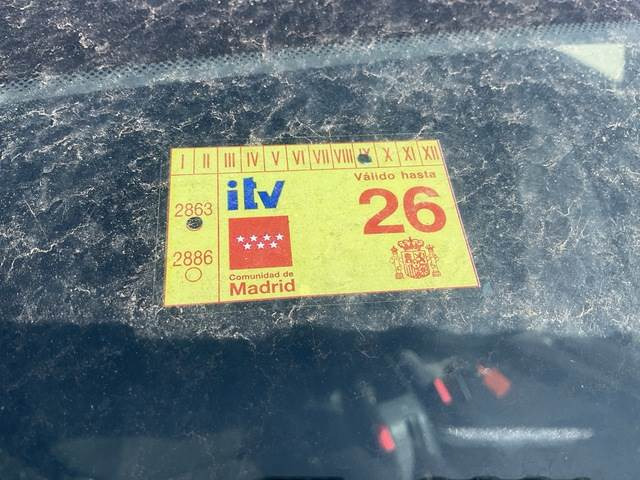 I II III IV V VI VII VIII IX X XI XII
itv
Válido hasta
26
2863
2886
Comunidad de
Madrid